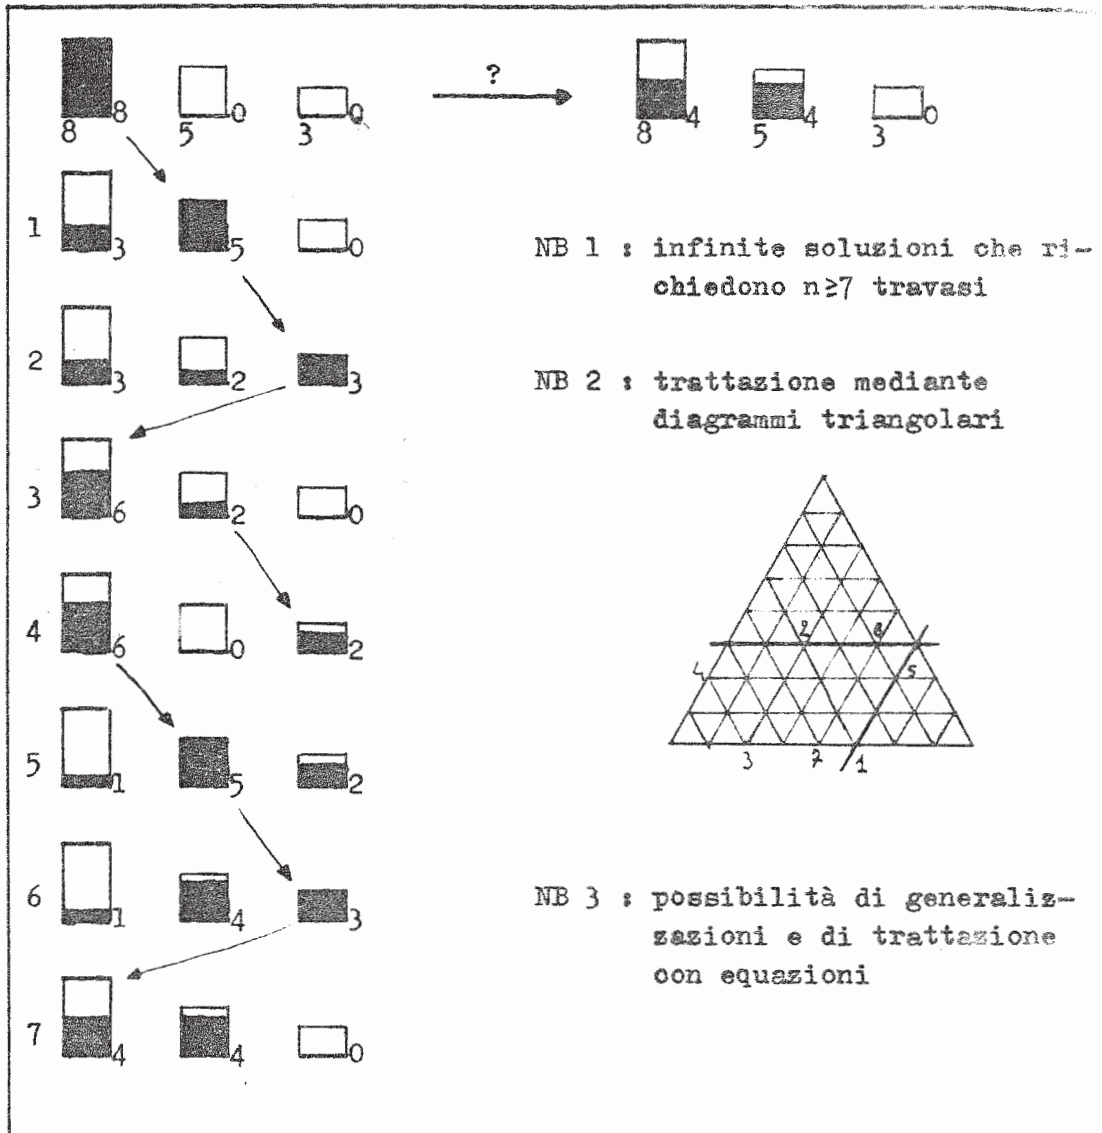 8 0 0
8 5 3
?
4 4 0
8 5 3
1 3 5 0
2 3 2 3
3 6 2 0
4 6 0 2
5 1 5 2
6 1 4 3
7 4 4 0
NB 1 : infinite soluzioni che ri-
chiedono n≥7 travasi
NB 2 : trattazione mediante
diagrammi triangolari
2 6
4 5
3 7 1
NB 3 : possibilità di generaliz-
zazioni e di trattazione
con equazioni